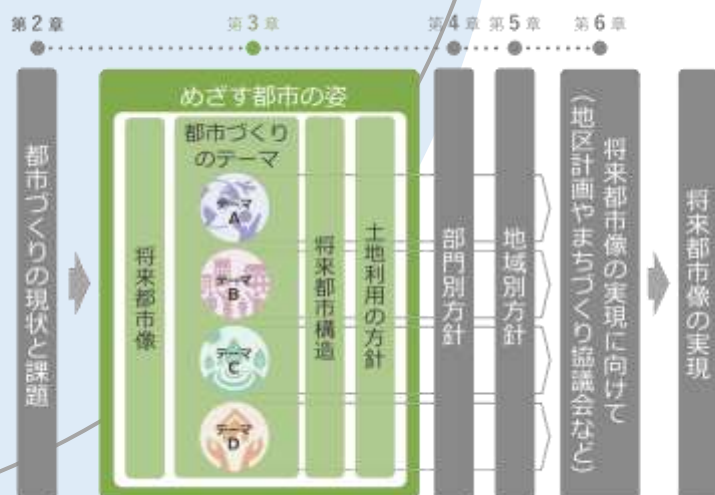 第2章
第3章
第4章
第5章
第6章
都市づくりの現状と課題
めざす都市の姿
将来都市像
都市づくり
のテーマ
テーマ
A
テーマ
B
テーマ
C
テーマ
D
将来都市構造
土地利用の方針
部門別方針
地域別方針
将来都市像の実現に向けて
(地区計画やまちづくり協議会など)
将来都市像の実現